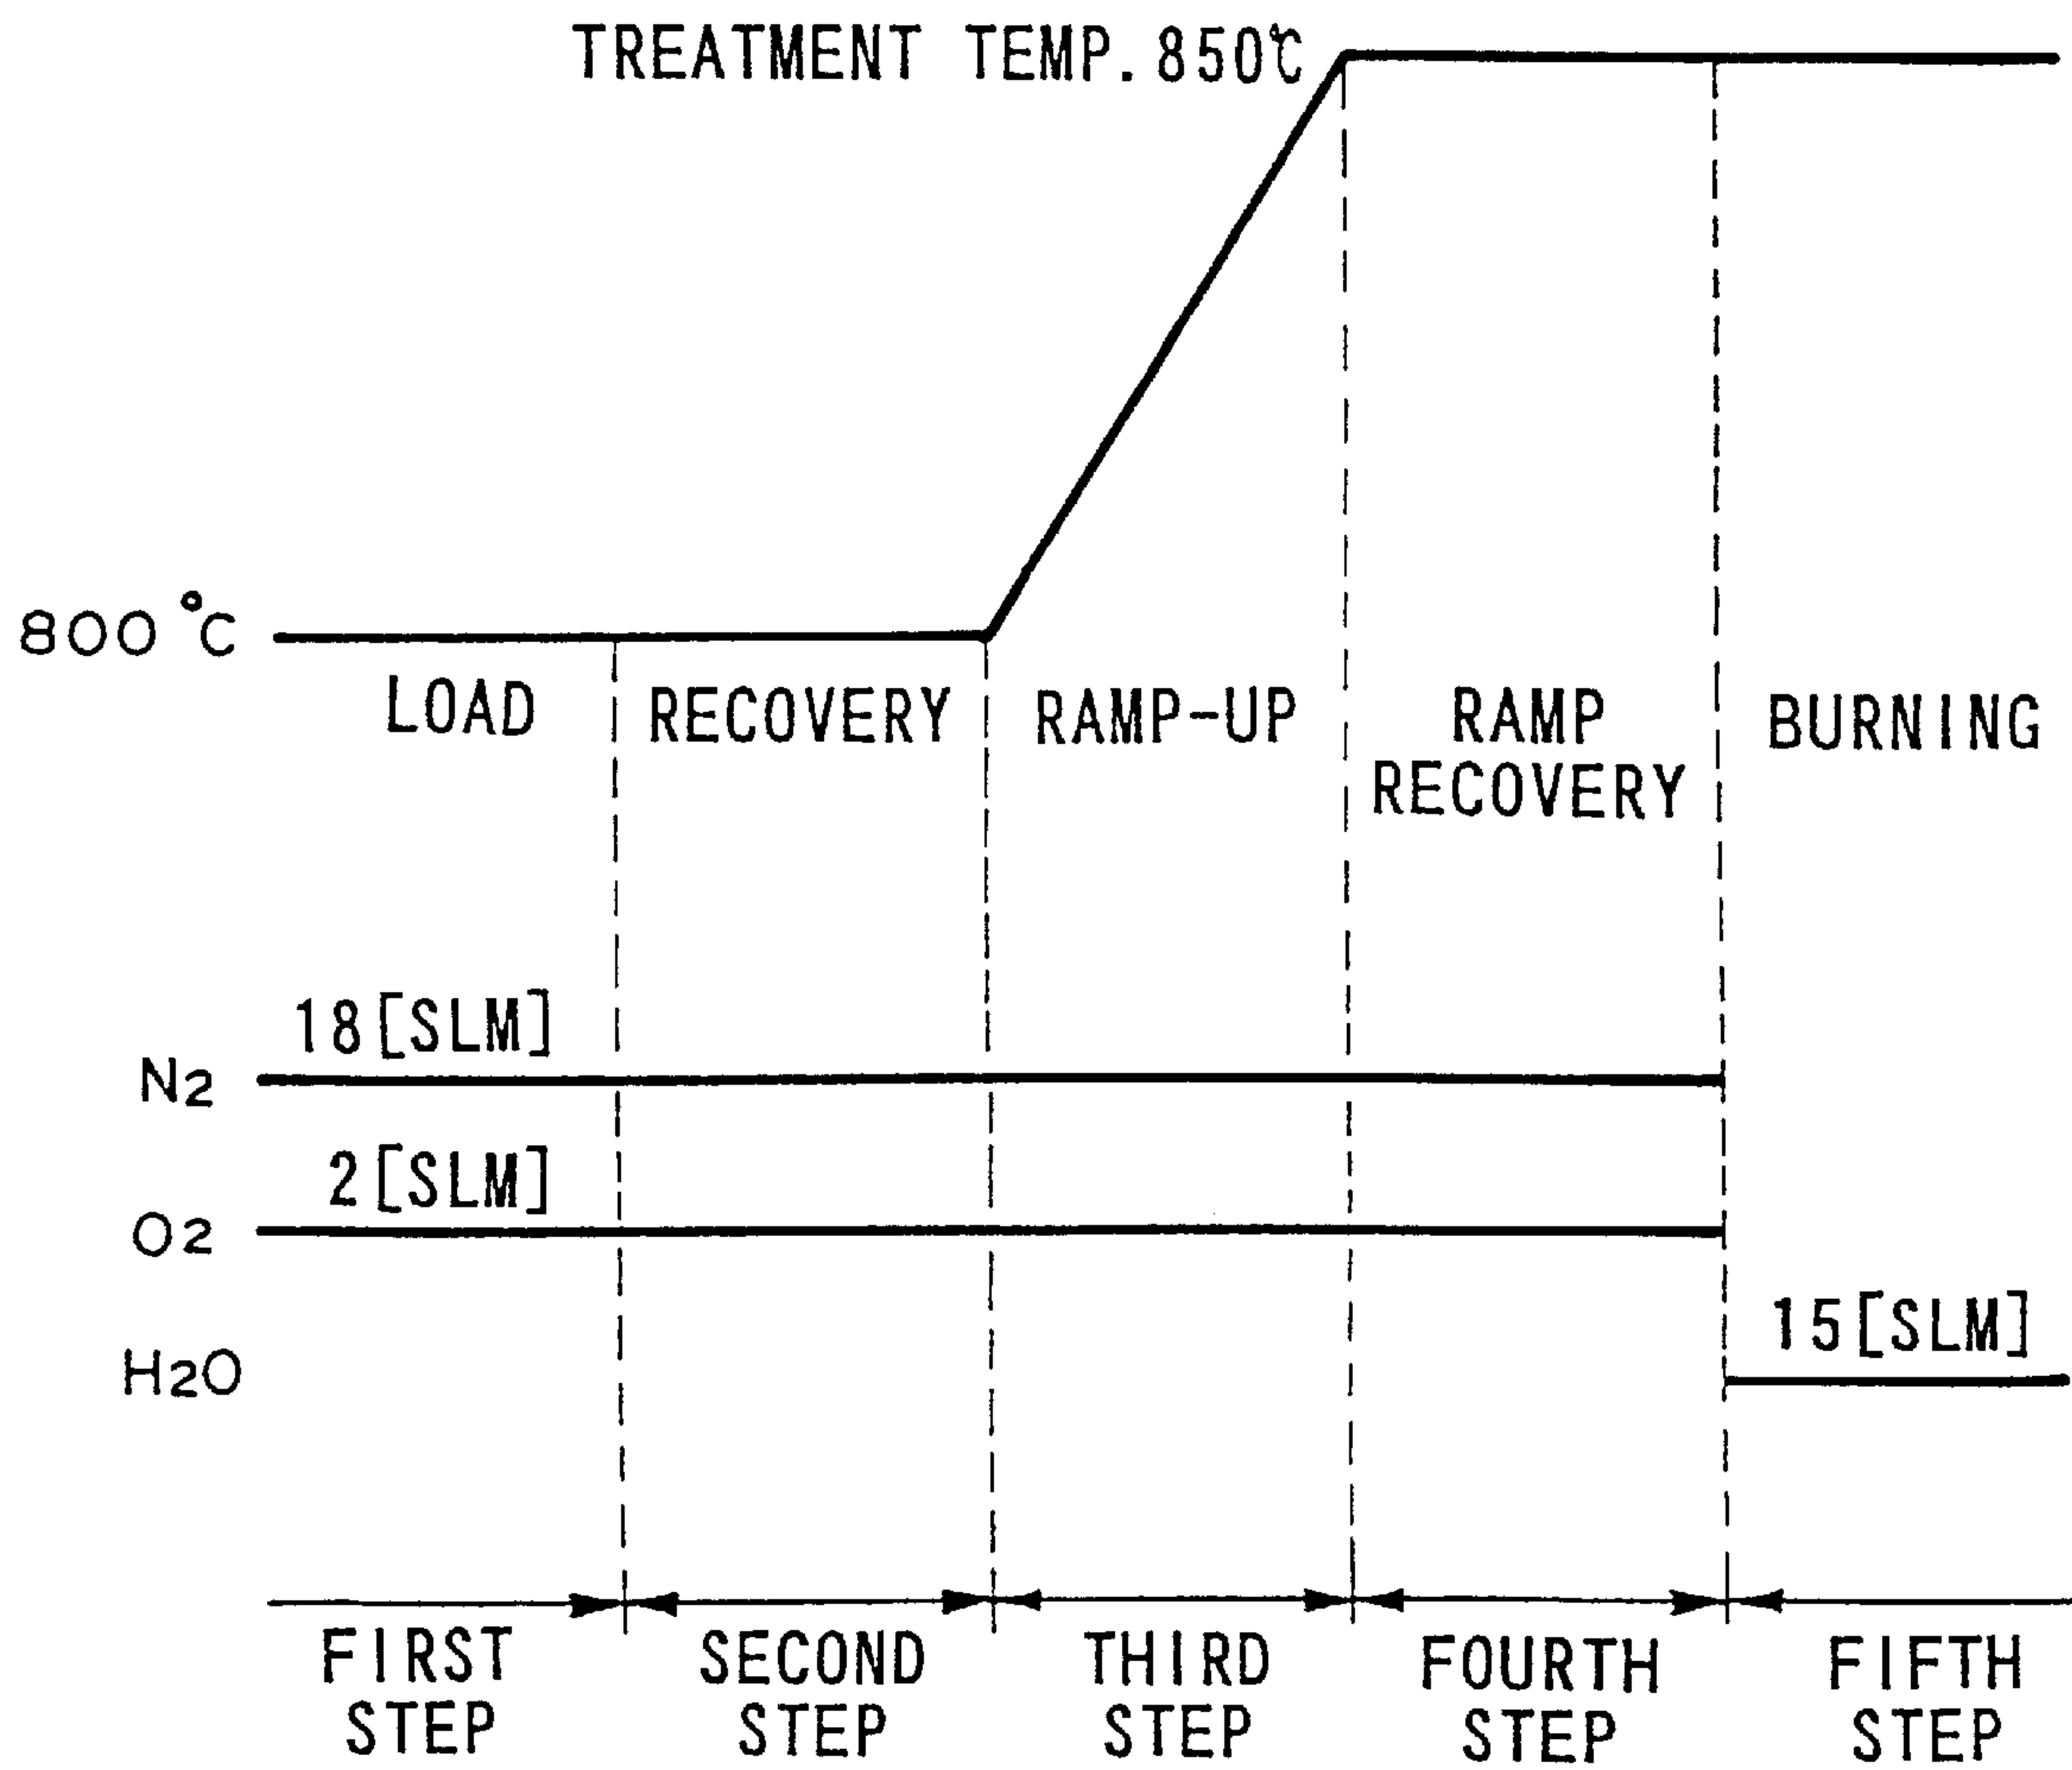 TREATMENT TEMP. 850℃
800 °C
LOAD
RECOVERY
RAMP-UP
RAMP
RECOVERY
BURNING
18[SLM]
N2
2[SLM]
O2
15[SLM]
H2O
FIRST
STEP
SECOND
STEP
THIRD
STEP
FOURTH
STEP
FIFTH
STEP